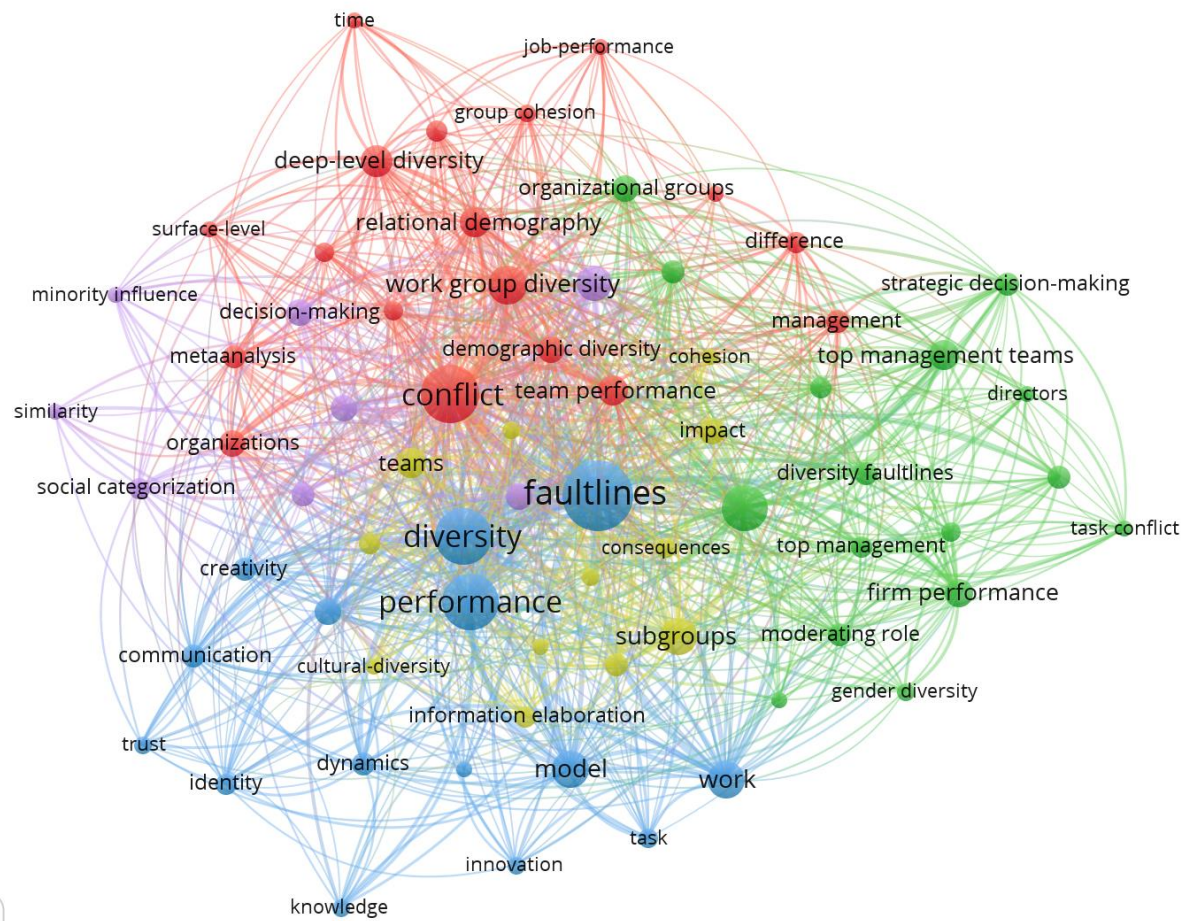 time
job-performance
group cohesion
deep-level diversity
organizational groups
relational demography
surface-level
difference
work group diversity
strategic decision-making
minority influence
decision-making
management
metaanalysis
demographic diversity
cohesion
top management teams
conflict
team performance
directors
similarity
impact
organizations
teams
diversity faultlines
social categorization
faultlines
task conflict
diversity
consequences
top management
creativity
firm performance
performance
subgroups
moderating role
communication
cultural-diversity
gender diversity
information elaboration
trust
dynamics
model
identity
work
task
innovation
knowledge